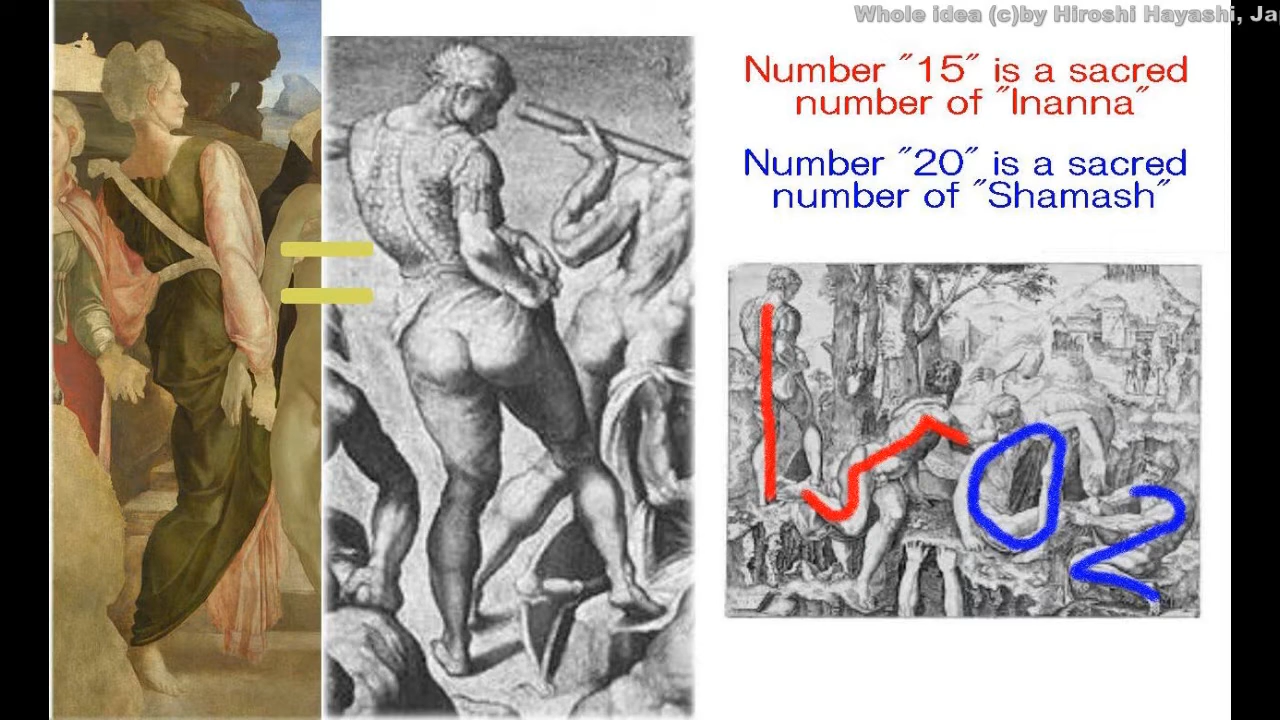 Whole idea (c)by Hiroshi Hayashi, Ja
Number "15" is a sacred
number of "Inanna"
Number "20" is a sacred
number of "Shamash"